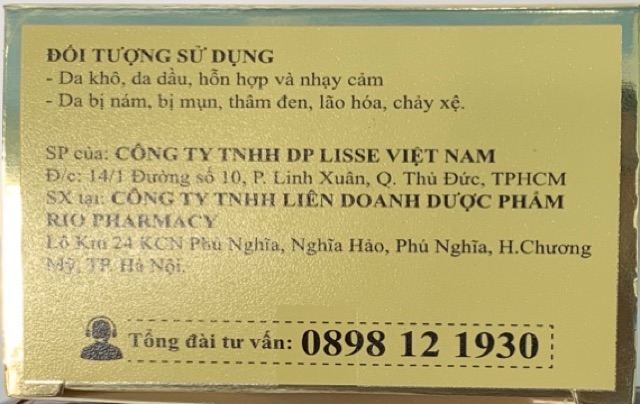 ĐỐI TƯỢNG SỬ DỤNG
- Da khô, da dầu, hỗn hợp và nhạy cảm
- Da bị nám, bị mụn, thâm đen, lão hóa, chảy xệ.
SP của: CÔNG TY TNHH DP LISSE VIỆT NAM
Đ/c: 14/1 Đường số 10, P. Linh Xuân, Q. Thủ Đức, TPHCM
SX tại: CÔNG TY TNHH LIÊN DOANH DƯỢC PHẨM
RIO PHARMACY
Lô Km 24 KCN Phú Nghĩa, Nghĩa Hảo, Phú Nghĩa, H.Chương
Mỹ, TP. Hà Nội.
Tổng đài tư vấn: 0898 12 1930